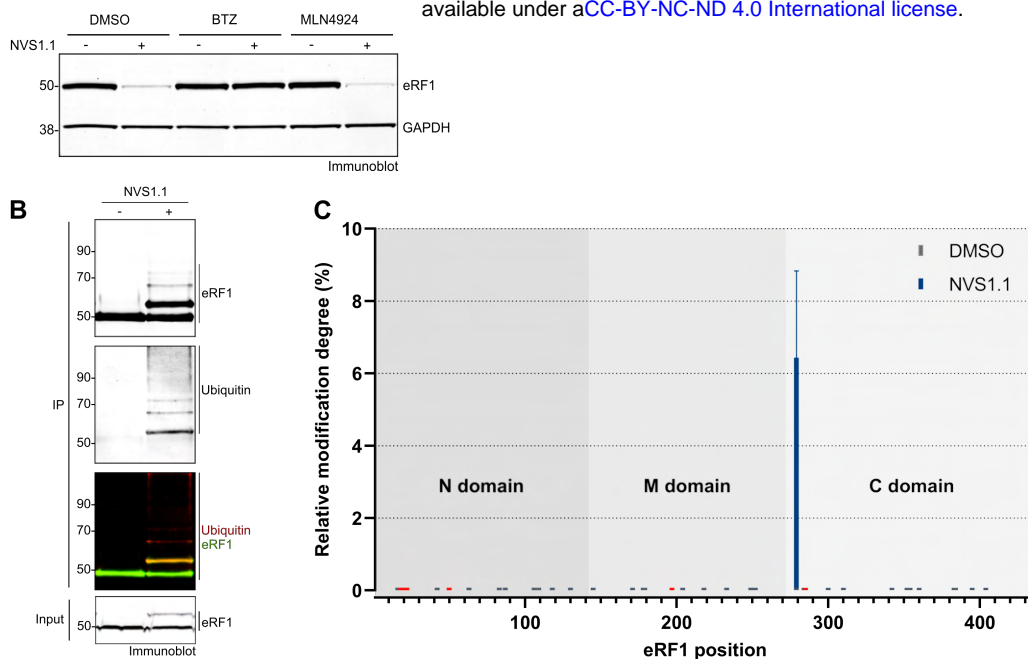 available under aCC-BY-NC-ND 4.0 International license.
DMSO BTZ MLN4924
NVS1.1 - + - + - +
50- eRF1
38- GAPDH
Immunoblot
B
NVS1.1
- +
IP
90-
70-
eRF1
50-
90-
Ubiquitin
70-
50-
90-
70-
Ubiquitin
eRF1
50-
Input 50- eRF1
Immunoblot
C
Relative modification degree (%)
10
8
6
4
2
0
DMSO
NVS1.1
N domain M domain C domain
100 200 300 400
eRF1 position